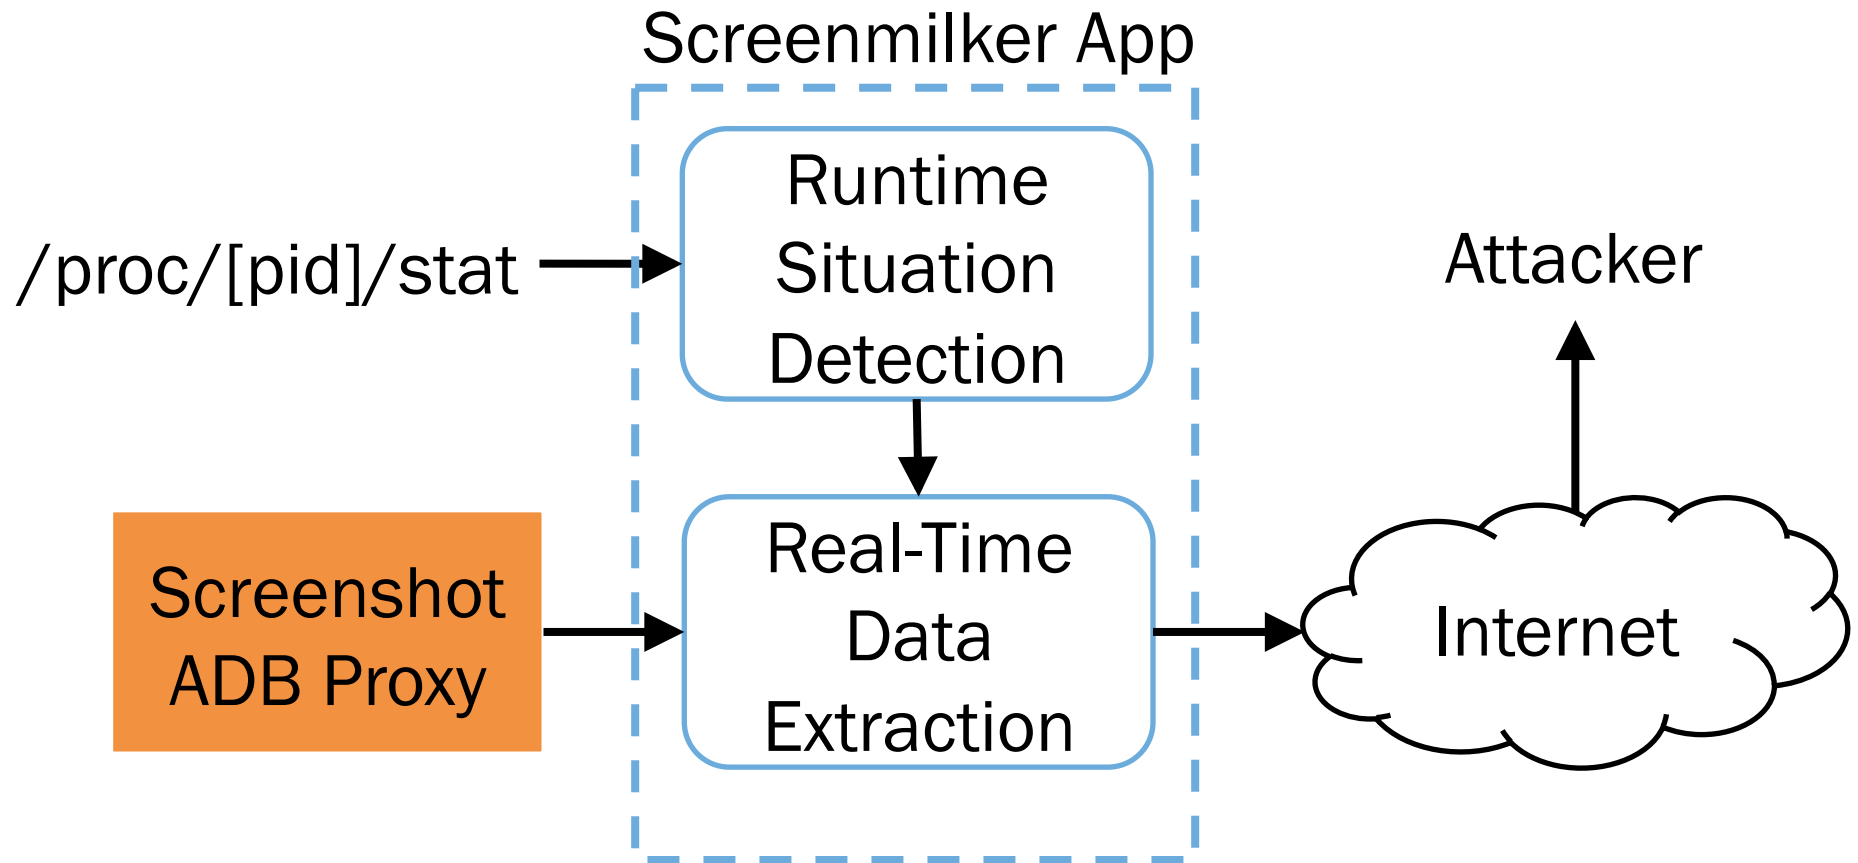 Screenmilker App
Runtime
Situation
Detection
/proc/[pid]/stat
Attacker
Screenshot
ADB Proxy
Real-Time
Data
Extraction
Internet